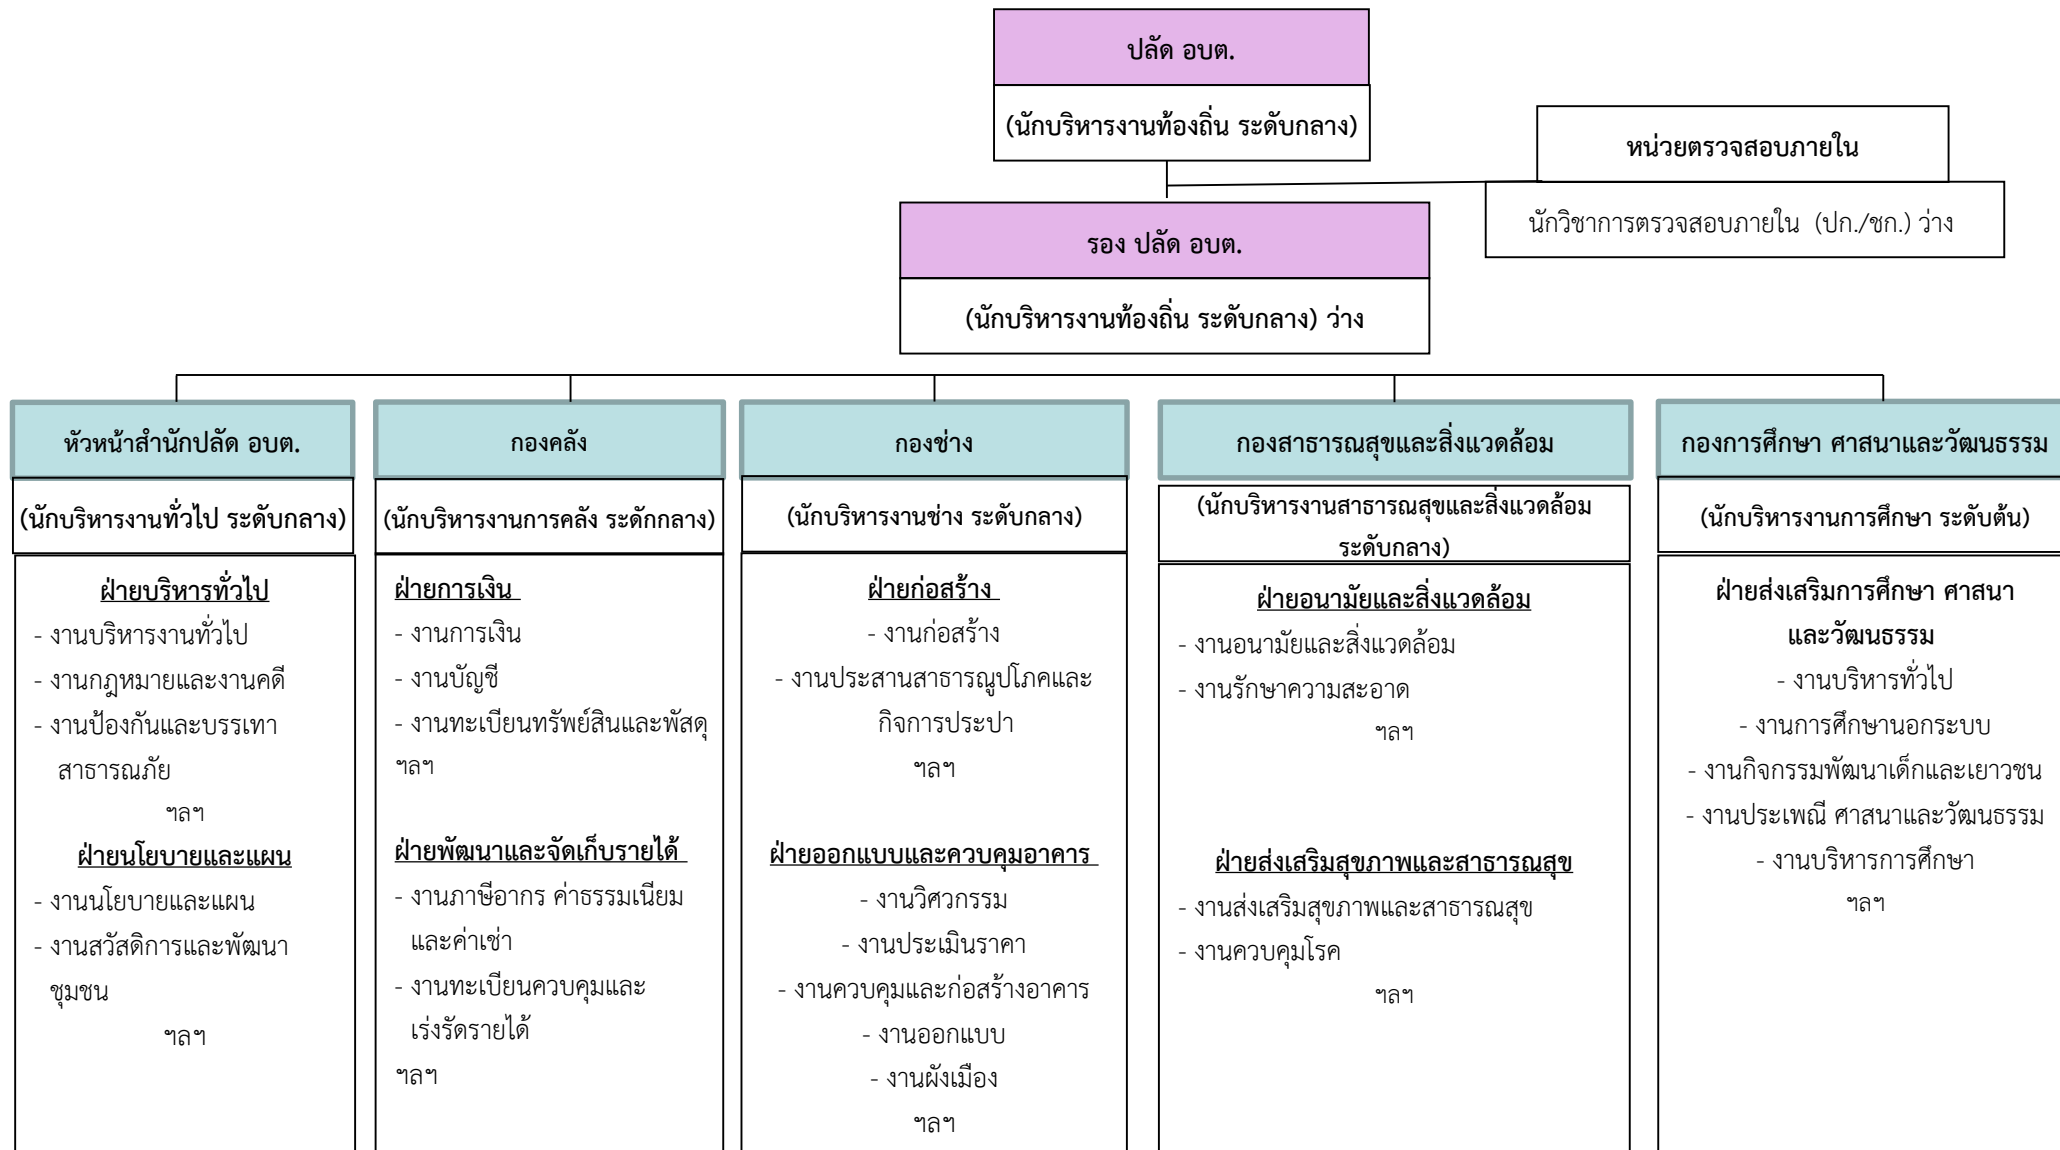 ปลัด อบต.
(นักบริหารงานท้องถิ่น ระดับกลาง)
หน่วยตรวจสอบภายใน
นักวิชาการตรวจสอบภายใน (ปก./ชก.) ว่าง
รอง ปลัด อบต.
(นักบริหารงานท้องถิ่น ระดับกลาง) ว่าง
หัวหน้าสำนักปลัด อบต.
(นักบริหารงานทั่วไป ระดับกลาง)
ฝ่ายบริหารทั่วไป
- งานบริหารงานทั่วไป
- งานกฎหมายและงานคดี
- งานป้องกันและบรรเทา
สาธารณภัย
ฯลฯ
ฝ่ายนโยบายและแผน
- งานนโยบายและแผน
- งานสวัสดิการและพัฒนา
ชุมชน
ฯลฯ
กองคลัง
(นักบริหารงานการคลัง ระดักกลาง)
ฝ่ายการเงิน
- งานการเงิน
- งานบัญชี
- งานทะเบียนทรัพย์สินและพัสดุ
ฯลฯ
ฝ่ายพัฒนาและจัดเก็บรายได้
- งานภาษีอากร ค่าธรรมเนียม
และค่าเช่า
- งานทะเบียนควบคุมและ
เร่งรัดรายได้
ฯลฯ
กองช่าง
(นักบริหารงานช่าง ระดับกลาง)
ฝ่ายก่อสร้าง
- งานก่อสร้าง
- งานประสานสาธารณูปโภคและ
กิจการประปา
ฯลฯ
ฝ่ายออกแบบและควบคุมอาคาร
- งานวิศวกรรม
- งานประเมินราคา
- งานควบคุมและก่อสร้างอาคาร
- งานออกแบบ
- งานผังเมือง
ฯลฯ
กองสาธารณสุขและสิ่งแวดล้อม
(นักบริหารงานสาธารณสุขและสิ่งแวดล้อม
ระดับกลาง)
ฝ่ายอนามัยและสิ่งแวดล้อม
- งานอนามัยและสิ่งแวดล้อม
- งานรักษาความสะอาด
ฯลฯ
ฝ่ายส่งเสริมสุขภาพและสาธารณสุข
- งานส่งเสริมสุขภาพและสาธารณสุข
- งานควบคุมโรค
ฯลฯ
กองการศึกษา ศาสนาและวัฒนธรรม
(นักบริหารงานการศึกษา ระดับต้น)
ฝ่ายส่งเสริมการศึกษา ศาสนา
และวัฒนธรรม
- งานบริหารทั่วไป
- งานการศึกษานอกระบบ
- งานกิจกรรมพัฒนาเด็กและเยาวชน
- งานประเพณี ศาสนาและวัฒนธรรม
- งานบริหารการศึกษา
ฯลฯ